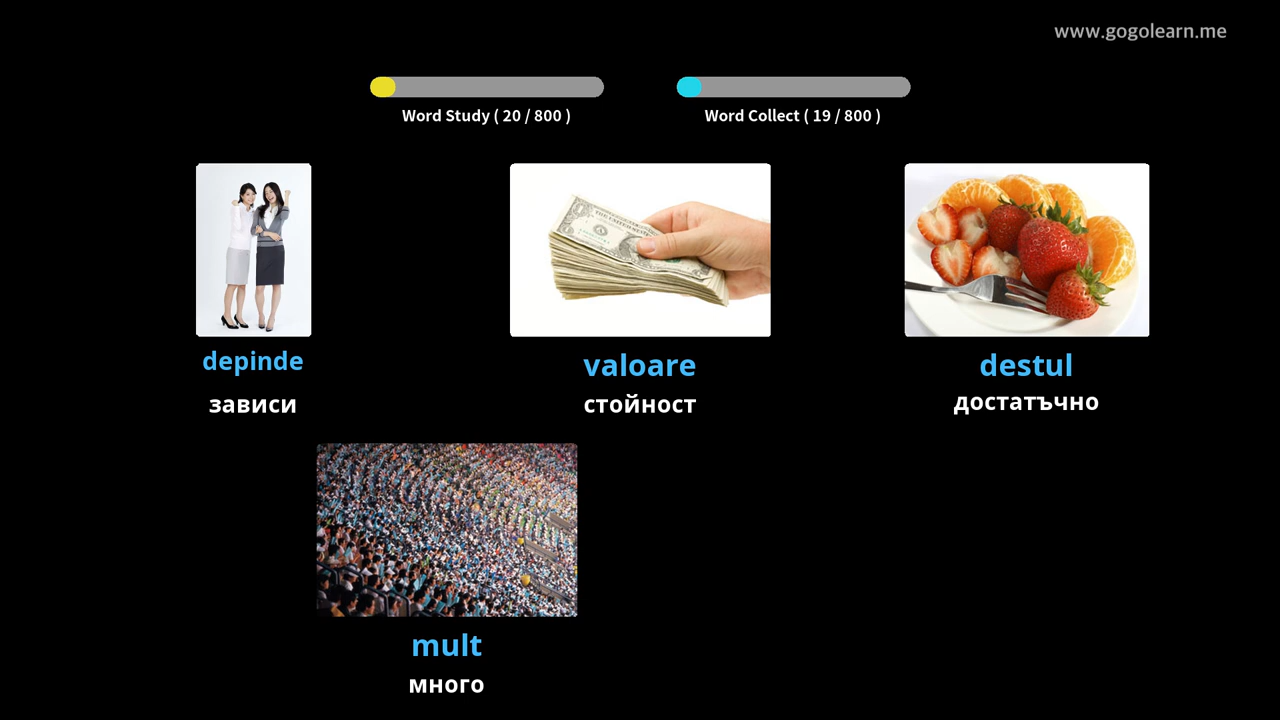 www.gogolearn.me
Word Study ( 20 / 800 )
Word Collect ( 19 / 800 )
depinde
зависи
valoare
стойност
destul
достатъчно
mult
много